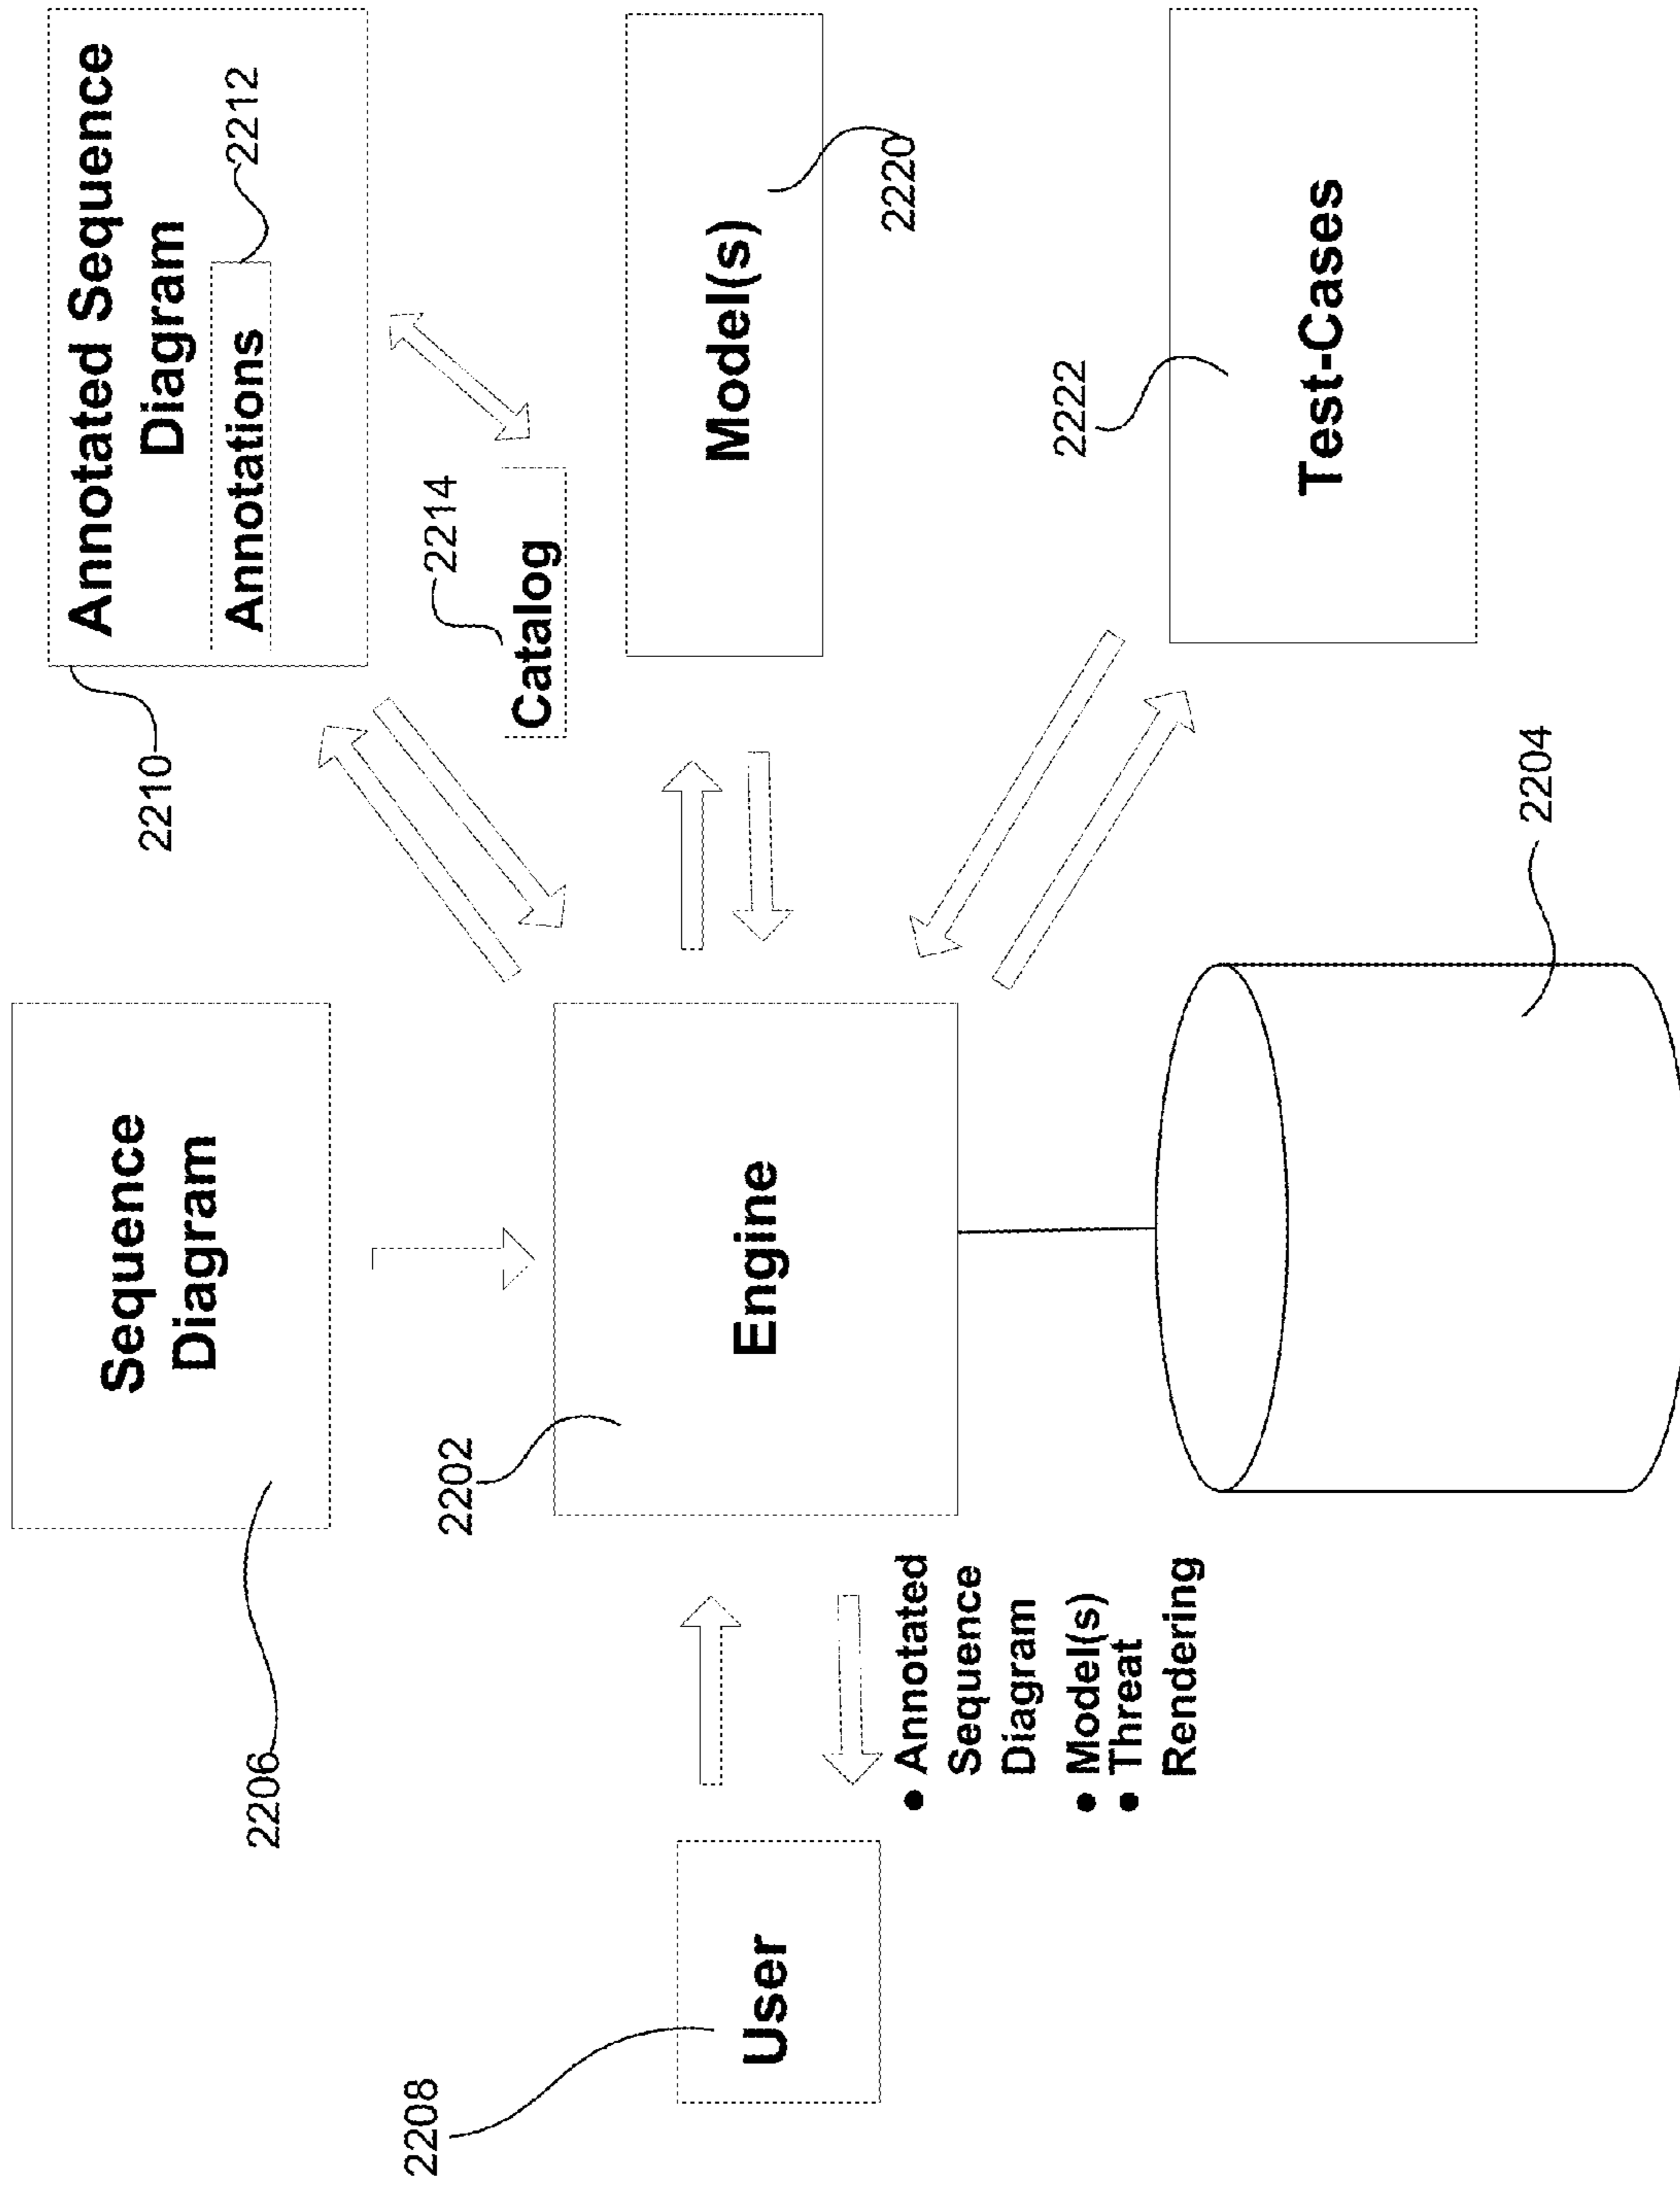 2206
Sequence
Diagram
2210
Annotated Sequence
Diagram
Annotations
2212
2214
Catalog
2208
User
2202
Engine
Model(s)
2220
• Annotated
Sequence
Diagram
• Model(s)
• Threat
Rendering
2222
Test-Cases
2204